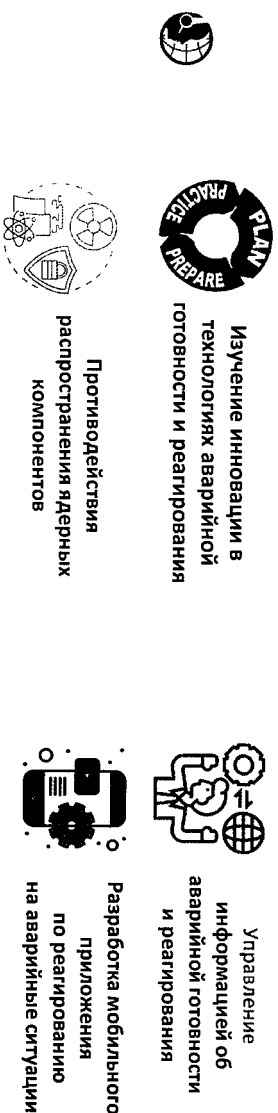 PLAN
PREPARE
PRACTICE
Изучение инновации в
технологиях аварийной
готовности и реагирования
Управление
информацией об
аварийной готовности
и реагирования
Противодействия
распространения ядерных
компонентов
Разработка мобильного
приложения
по реагированию
на аварийные ситуации